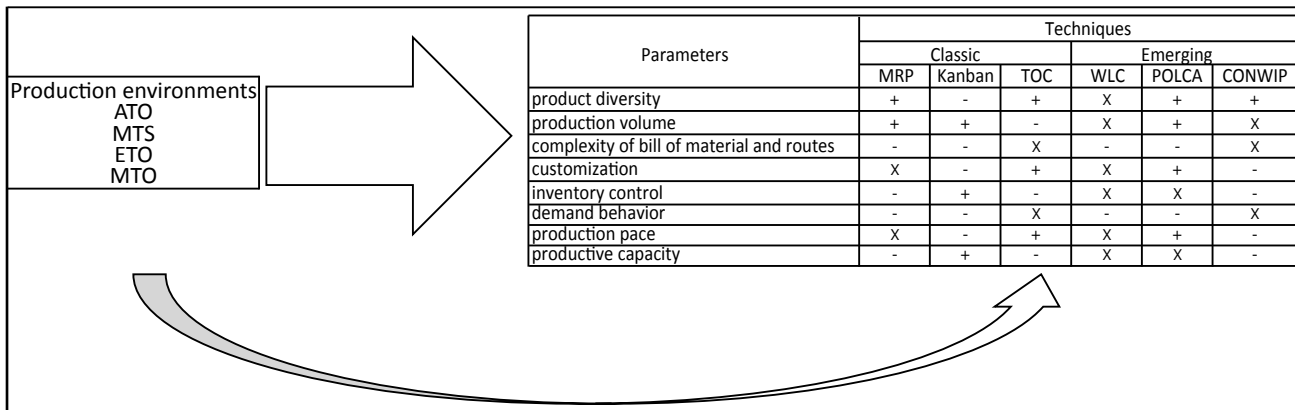 Production environments
ATO
MTS
ETO
MTO
Parameters
Techniques
Classic Emerging
MRP Kanban TOC WLC POLCA CONWIP
product diversity + - + X + +
production volume + + - X + X
complexity of bill of material and routes - - X - - X
customization X - + X + -
inventory control - + - X X -
demand behavior - - X - - X
production pace X - + X + -
productive capacity - + - X X -